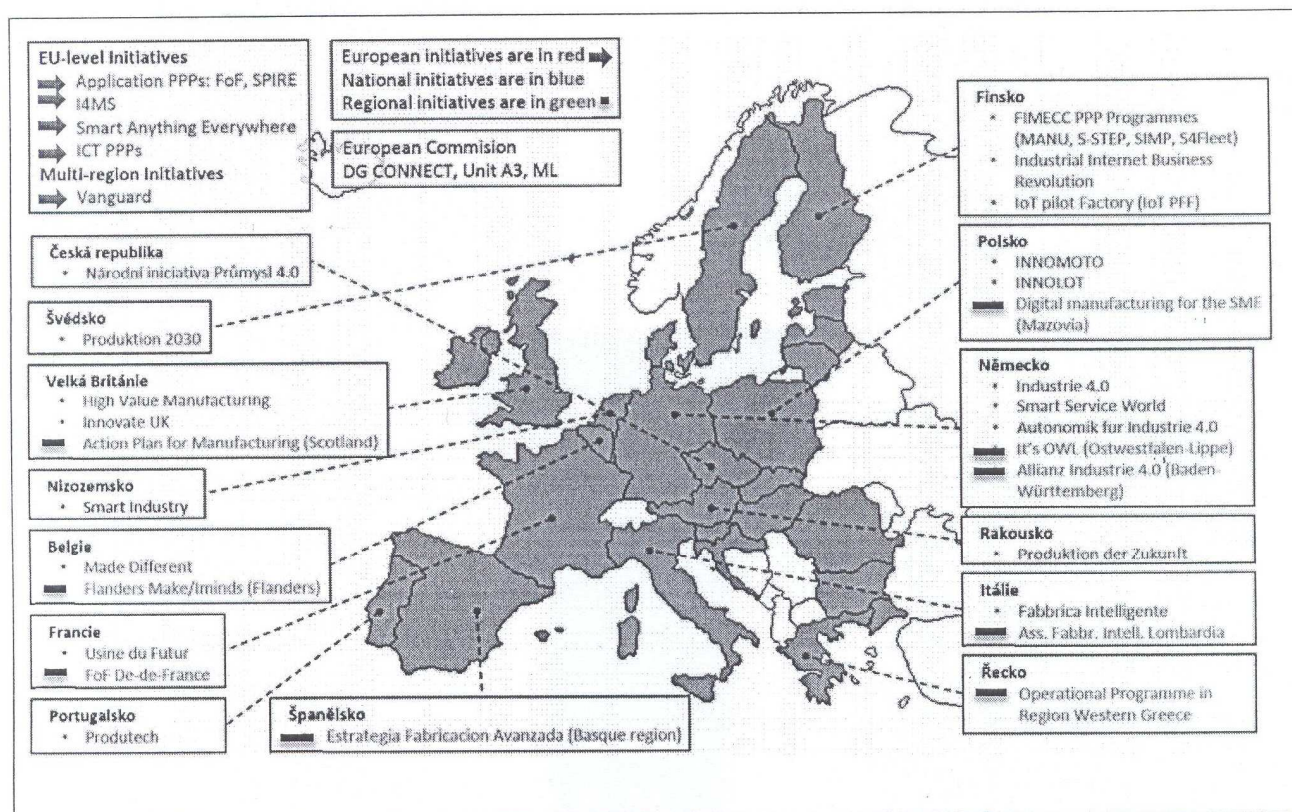 EU-level Initiatives
Application PPPs: FoF, SPIRE
I4MS
Smart Anything Everywhere
ICT PPPs
Multi-region Initiatives
Vanguard
European initiatives are in red
National initiatives are in blue
Regional initiatives are in green
European Commision
DG CONNECT, Unit A3, ML
Česká republika
Národní iniciativa Průmysl 4.0
Švédsko
Produktion 2030
Velká Británie
High Value Manufacturing
Innovate UK
Action Plan for Manufacturing (Scotland)
Nizozemsko
Smart Industry
Belgie
Made Different
Flanders Make/Iminds (Flanders)
Francie
Usine du Futur
FoF De-de-France
Portugalsko
Produtech
Španělsko
Estrategia Fabricacion Avanzada (Basque region)
Finsko
FIMECC PPP Programmes
(MANU, S-STEP, SIMP, S4Fleet)
Industrial Internet Business
Revolution
IoT pilot Factory (IoT PFF)
Polsko
INNOMOTO
INNOLOT
Digital manufacturing for the SME
(Mazovia)
Německo
Industrie 4.0
Smart Service World
Autonomik fur Industrie 4.0
It's OWL (Ostwestfalen-Lippe)
Allianz Industrie 4.0 (Baden-
Württemberg)
Rakousko
Produktion der Zukunft
Itálie
Fabbrica Intelligente
Ass. Fabbr. Intell. Lombardia
Řecko
Operational Programme in
Region Western Greece